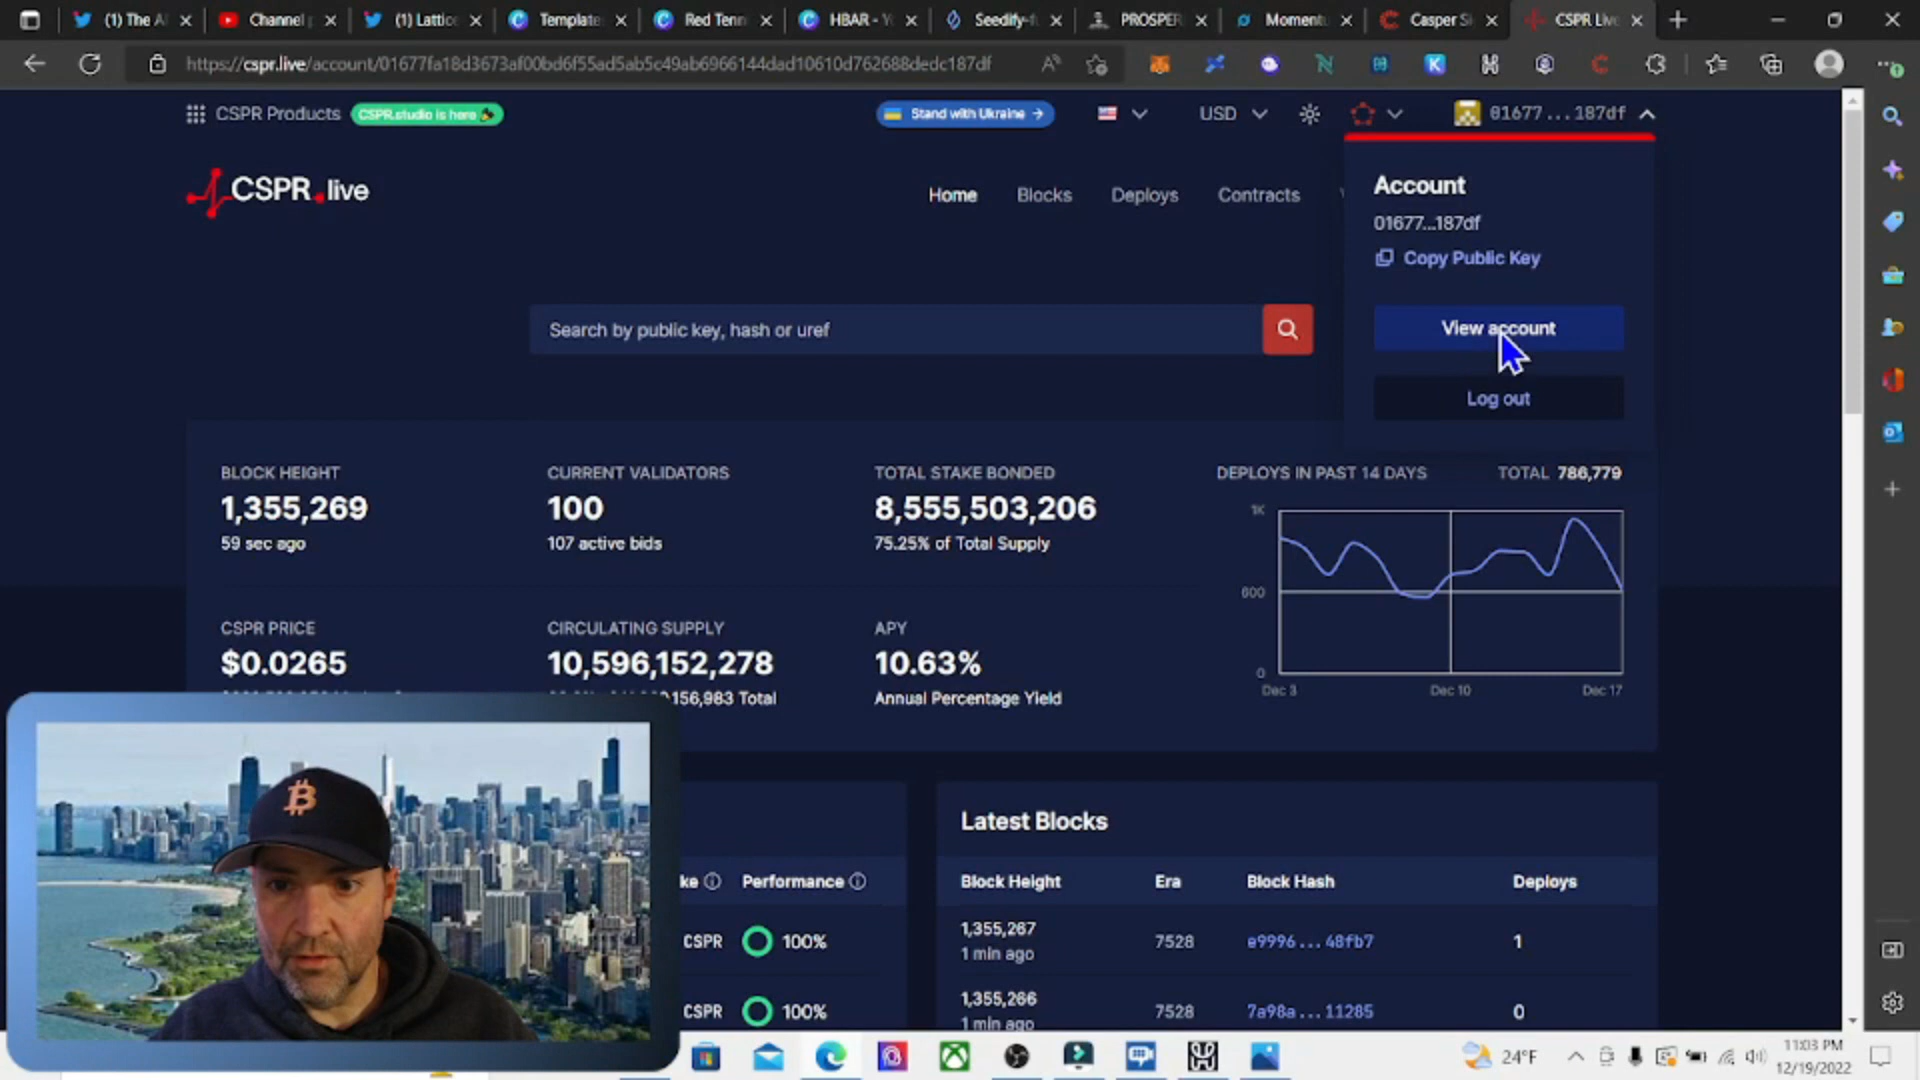 (1) The Al
Channel p
(1) Lattice
Template
Red Tenn
HBAR - Yo
Seedify-f
PROSPER
Moment
Casper Si
CSPR Live
https://cspr.live/account/01677fa18d3673af00bd6f55ad5ab5c49ab6966144dad10610d762688dedc187df
CSPR Products
CSPR.studio is here
Stand with Ukraine →
USD
01677...187df
CSPR.live
Home
Blocks
Deploys
Contracts
Account
01677...187df
Copy Public Key
View account
Log out
Search by public key, hash or uref
BLOCK HEIGHT
1,355,269
59 sec ago
CURRENT VALIDATORS
100
107 active bids
TOTAL STAKE BONDED
8,555,503,206
75.25% of Total Supply
DEPLOYS IN PAST 14 DAYS
TOTAL 786,779
1K
600
0
Dec 3
Dec 10
Dec 17
CSPR PRICE
$0.0265
CIRCULATING SUPPLY
10,596,152,278
156,983 Total
APY
10.63%
Annual Percentage Yield
ke
Performance
CSPR
100%
CSPR
100%
Latest Blocks
Block Height
Era
Block Hash
Deploys
1,355,267
1 min ago
7528
e9996...48fb7
1
1,355,266
1 min ago
7528
7a98a...11285
0
24°F
11:03 PM
12/19/2022